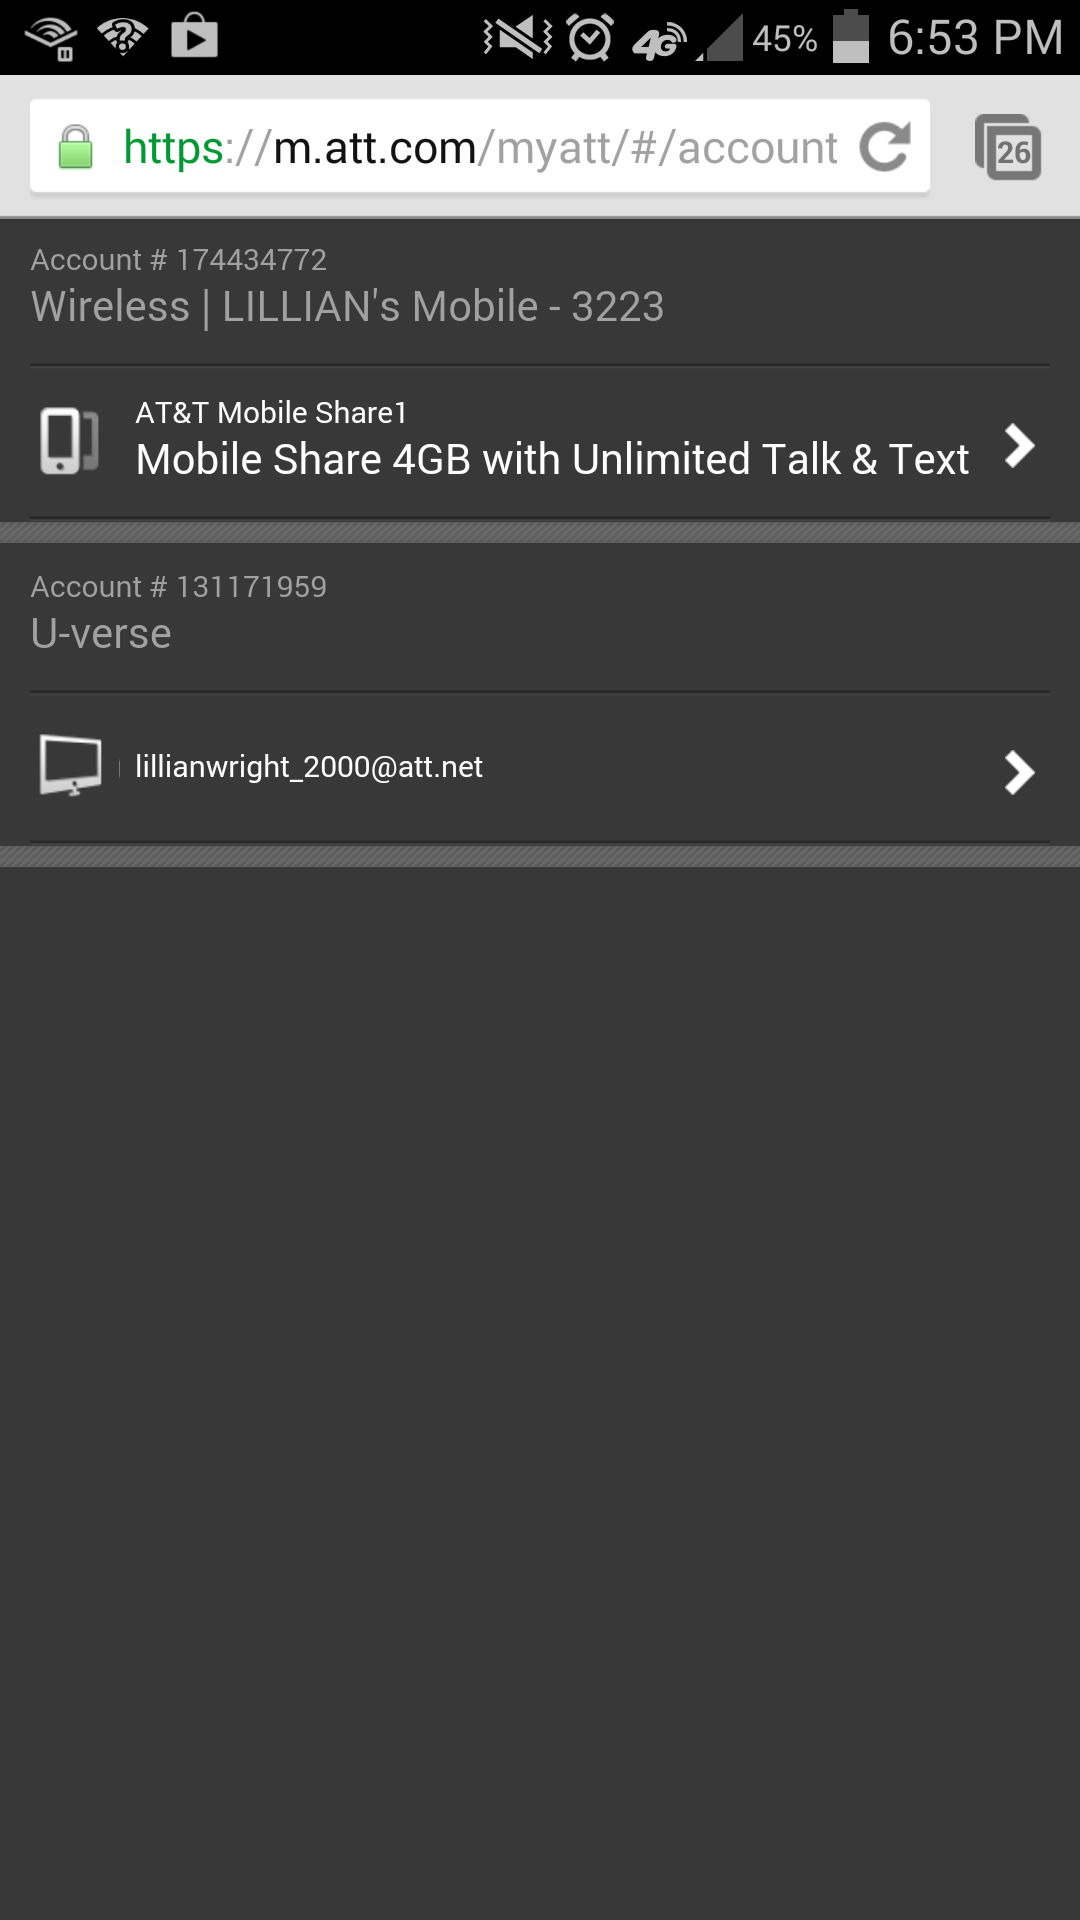 4G 45% 6:53 PM
https://m.att.com/myatt/#/account
26
Account # 174434772
Wireless | LILLIAN's Mobile - 3223
AT&T Mobile Share1
Mobile Share 4GB with Unlimited Talk & Text
Account # 131171959
U-verse
lillianwright_2000@att.net